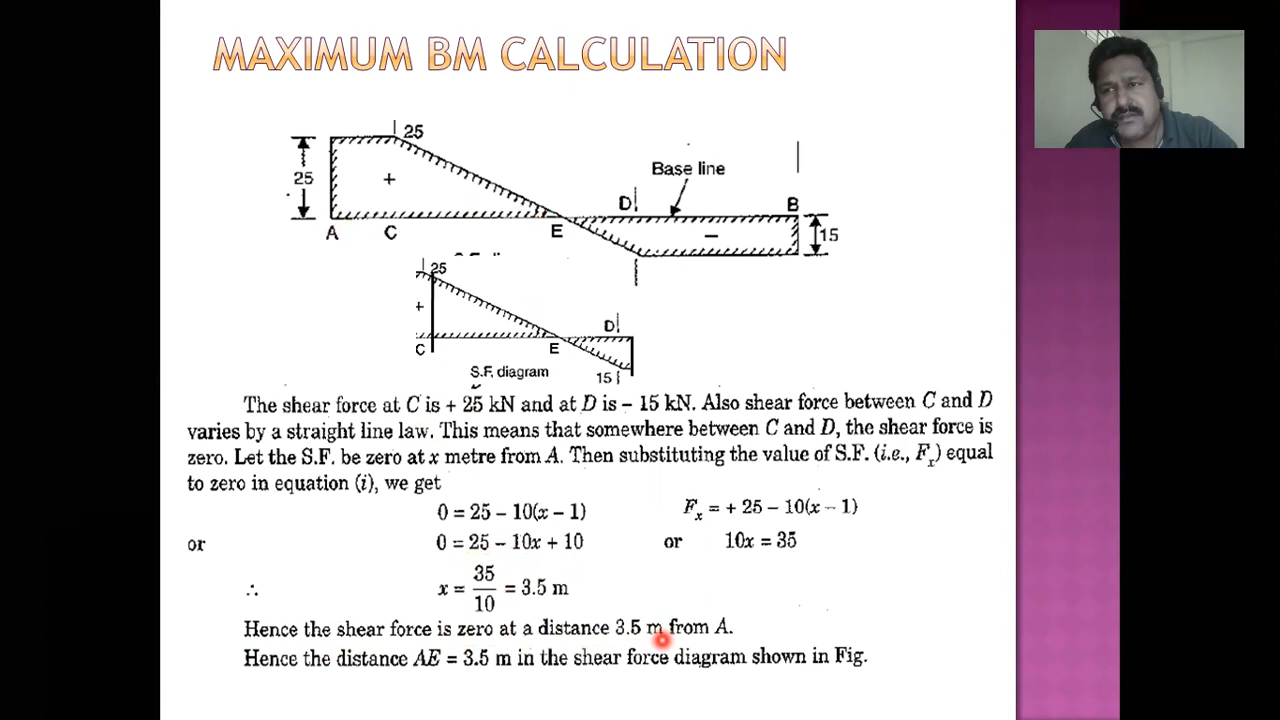 MAXIMUM BM CALCULATION
25
25
+
Base line
D
B
A
C
E
–
15
25
+
D
C
E
S.F. diagram
15
The shear force at C is + 25 kN and at D is – 15 kN. Also shear force between C and D
varies by a straight line law. This means that somewhere between C and D, the shear force is
zero. Let the S.F. be zero at x metre from A. Then substituting the value of S.F. (i.e., Fx) equal
to zero in equation (i), we get
0 = 25 – 10(x – 1) Fx = + 25 – 10(x – 1)
or 0 = 25 – 10x + 10 or 10x = 35
∴ x = 35/10 = 3.5 m
Hence the shear force is zero at a distance 3.5 m from A.
Hence the distance AE = 3.5 m in the shear force diagram shown in Fig.